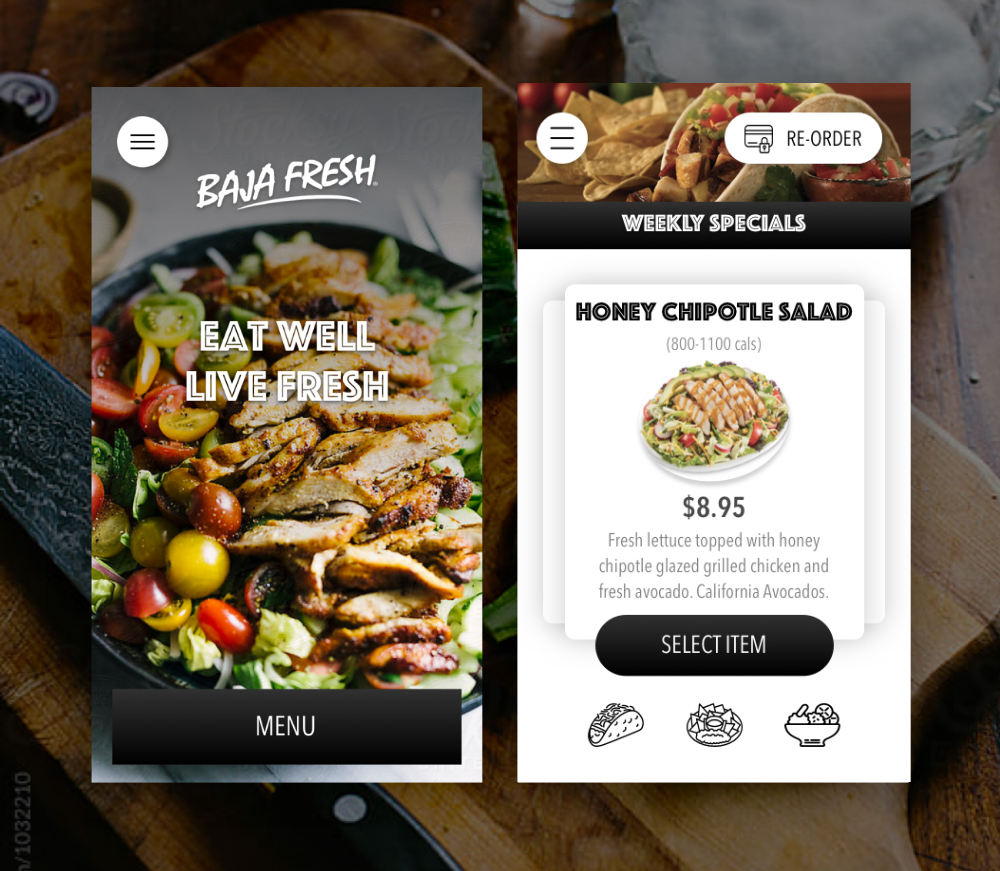 BAJA FRESH
EAT WELL
LIVE FRESH
MENU
RE-ORDER
WEEKLY SPECIALS
HONEY CHIPOTLE SALAD
(800-1100 cals)
$8.95
Fresh lettuce topped with honey
chipotle glazed grilled chicken and
fresh avocado. California Avocados.
SELECT ITEM
/1032210